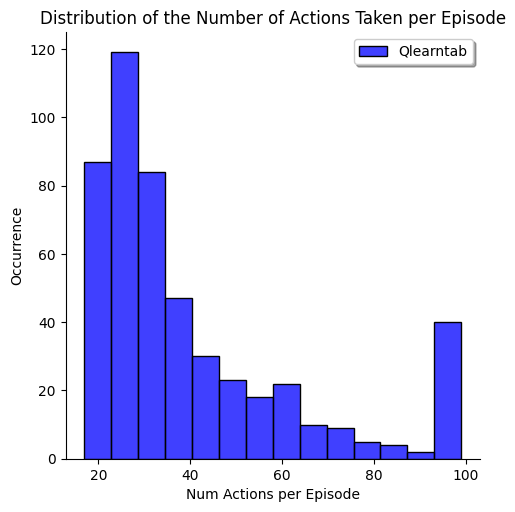 Distribution of the Number of Actions Taken per Episode
Qlearntab
120
100
80
60
40
20
0
Occurrence
20 40 60 80 100
Num Actions per Episode